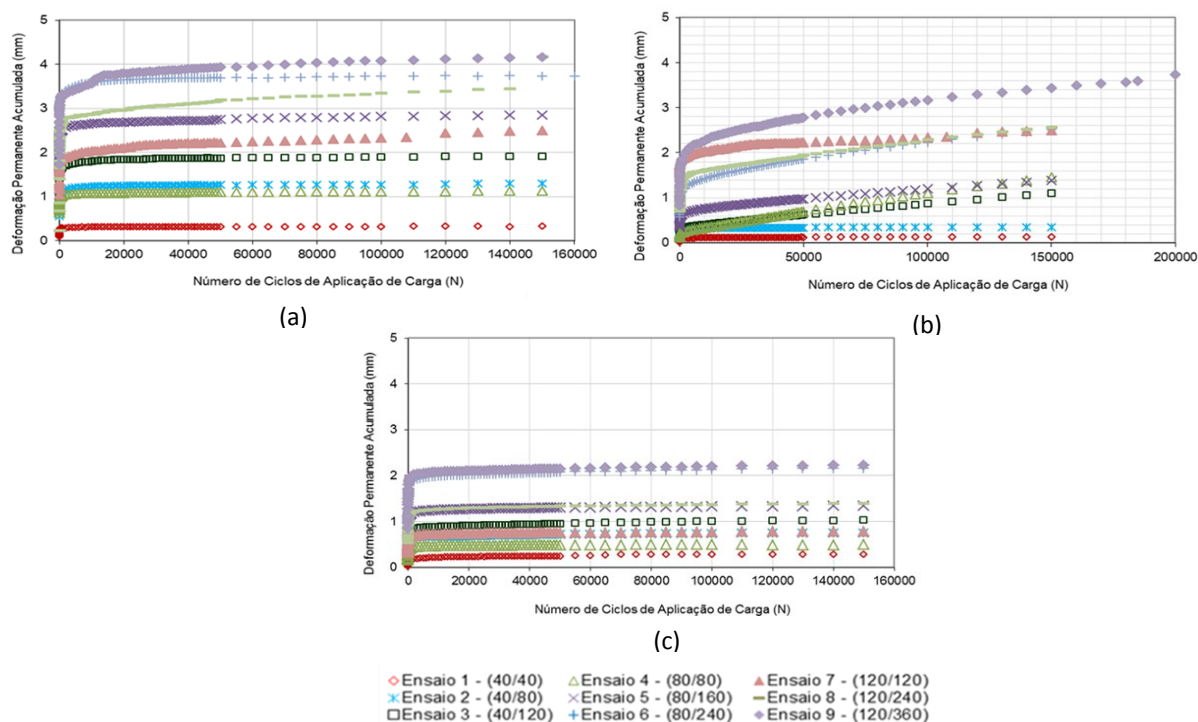 Deformação Permanente Acumulada (mm)
5
4
3
2
1
0
0 20000 40000 60000 80000 100000 120000 140000 160000
Número de Ciclos de Aplicação de Carga (N)
(a)
Deformação Permanente Acumulada (mm)
5
4
3
2
1
0
0 50000 100000 150000 200000
Número de Ciclos de Aplicação de Carga (N)
(b)
Deformação Permanente Acumulada (mm)
5
4
3
2
1
0
0 20000 40000 60000 80000 100000 120000 140000 160000
Número de Ciclos de Aplicação de Carga (N)
(c)
Ensaio 1 - (40/40) Ensaio 4 - (80/80) Ensaio 7 - (120/120)
Ensaio 2 - (40/80) Ensaio 5 - (80/160) Ensaio 8 - (120/240)
Ensaio 3 - (40/120) Ensaio 6 - (80/240) Ensaio 9 - (120/360)